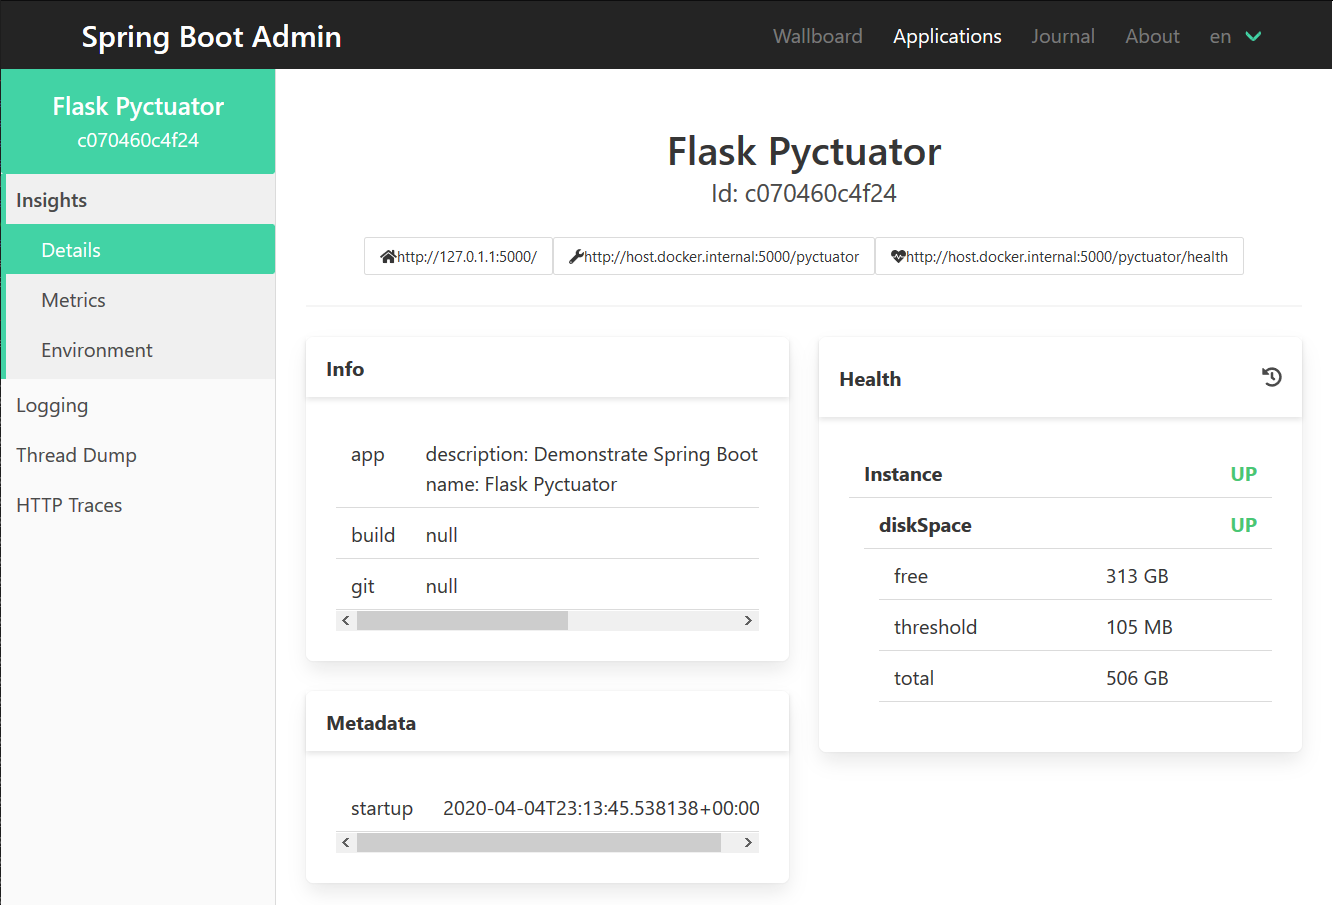 Spring Boot Admin
Wallboard Applications Journal About en
Flask Pyctuator
c070460c4f24
Insights
Details
Metrics
Environment
Logging
Thread Dump
HTTP Traces
Flask Pyctuator
Id: c070460c4f24
http://127.0.1.1:5000/ http://host.docker.internal:5000/pyctuator http://host.docker.internal:5000/pyctuator/health
Info
app description: Demonstrate Spring Boot
name: Flask Pyctuator
build null
git null
Metadata
startup 2020-04-04T23:13:45.538138+00:00
Health
Instance UP
diskSpace UP
free 313 GB
threshold 105 MB
total 506 GB